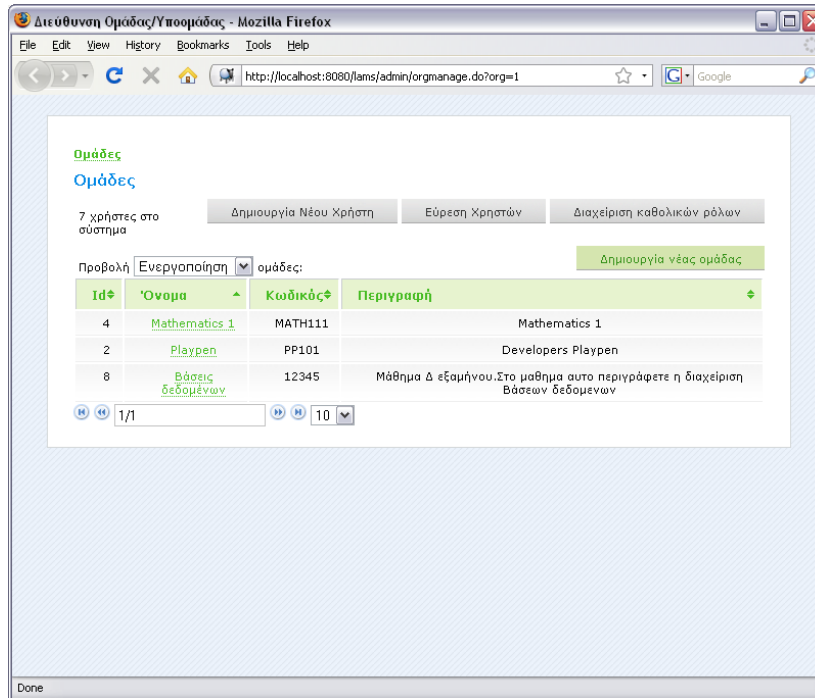 Διεύθυνση Ομάδας/Υποομάδας - Mozilla Firefox
File Edit View History Bookmarks Tools Help
http://localhost:8080/lams/admin/orgmanage.do?org=1 G Google
Ομάδες
Ομάδες
7 χρήστες στο
σύστημα
Δημιουργία Νέου Χρήστη Εύρεση Χρηστών Διαχείριση καθολικών ρόλων
Δημιουργία νέας ομάδας
Προβολή Ενεργοποίηση ομάδες:
Id Όνομα Κωδικός Περιγραφή
4 Mathematics 1 MATH111 Mathematics 1
2 Playpen PP101 Developers Playpen
8 Βάσεις δεδομένων 12345 Μάθημα Δ εξαμήνου.Στο μαθημα αυτο περιγράφετε η διαχείριση
Βάσεων δεδομενων
1/1 10
Done